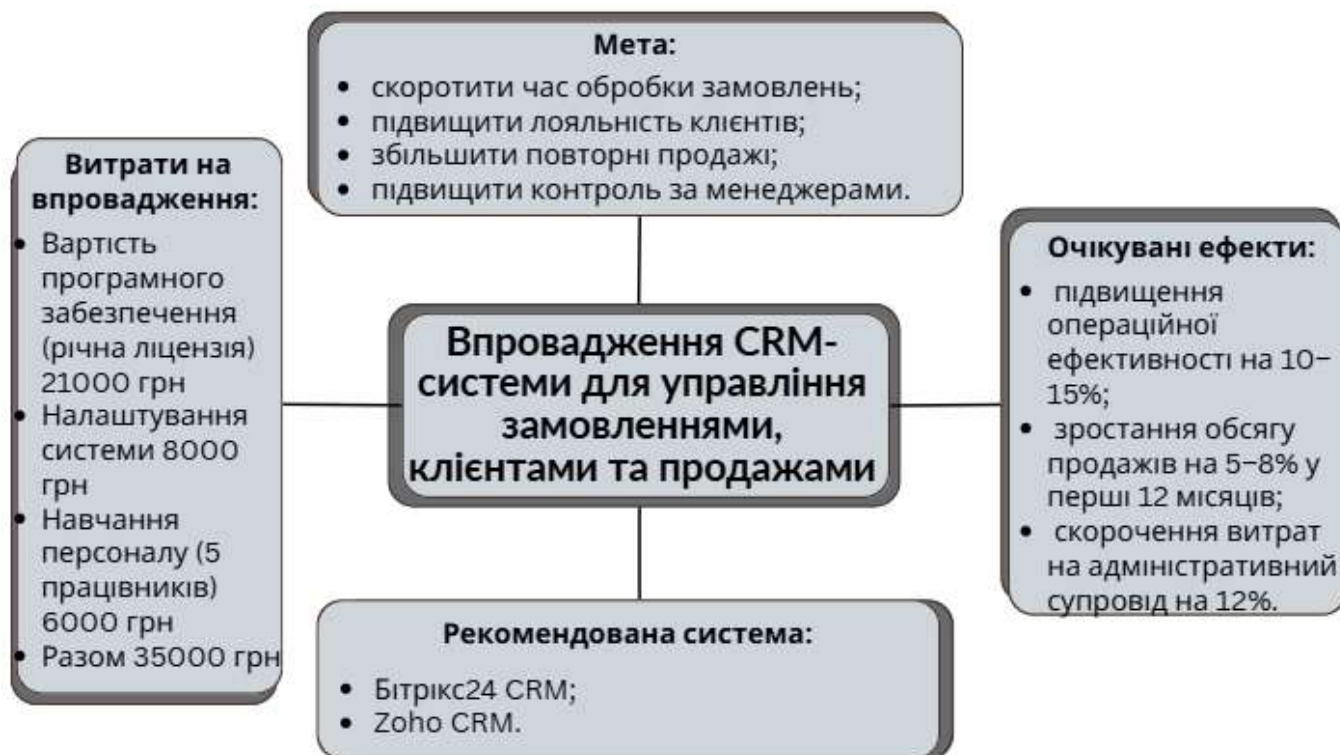 Мета:
скоротити час обробки замовлень;
підвищити лояльність клієнтів;
збільшити повторні продажі;
підвищити контроль за менеджерами.
Витрати на
впровадження:
Вартість
програмного
забезпечення
(річна ліцензія)
21000 грн
Налаштування
системи 8000
грн
Навчання
персоналу (5
працівників)
6000 грн
Разом 35000 грн
Впровадження CRM-
системи для управління
замовленнями,
клієнтами та продажами
Очікувані ефекти:
підвищення
операційної
ефективності на 10–
15%;
зростання обсягу
продажів на 5–8% у
перші 12 місяців;
скорочення витрат
на адміністративний
супровід на 12%.
Рекомендована система:
Бітрікс24 CRM;
Zoho CRM.